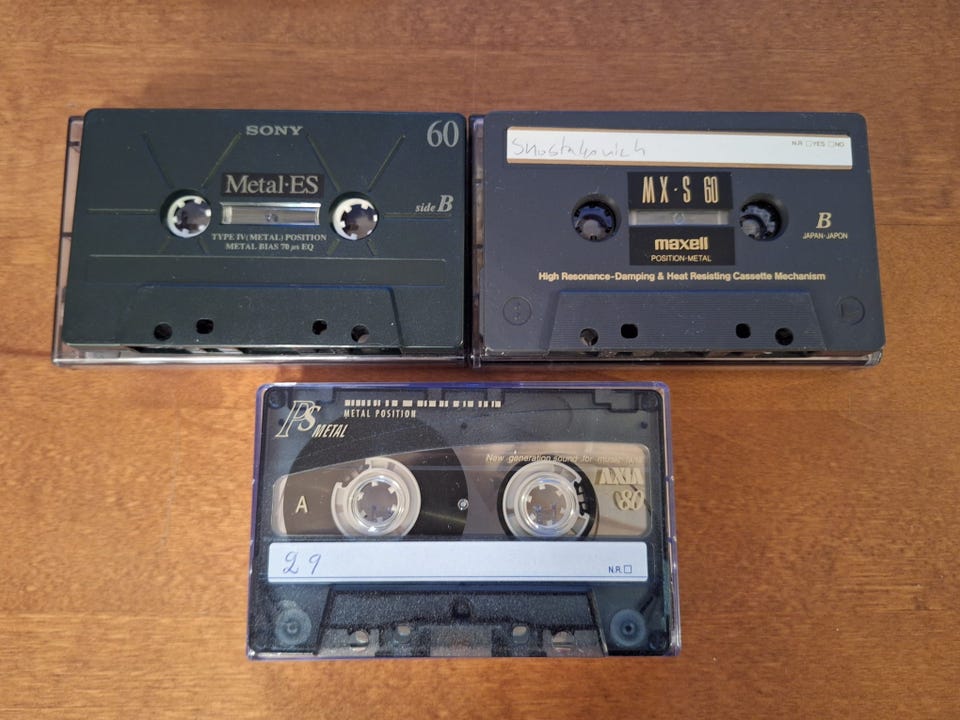 SONY
60
Metal·ES
side B
TYPE IV (METAL) POSITION
METAL BIAS 70 µs EQ
Shostakovich
N.R □YES □NO
MX·S 60
maxell
POSITION-METAL
B
JAPAN-JAPON
High Resonance-Damping & Heat Resisting Cassette Mechanism
PS METAL
METAL POSITION
New generation sound for music
AXIA
80
A
29
N.R.□